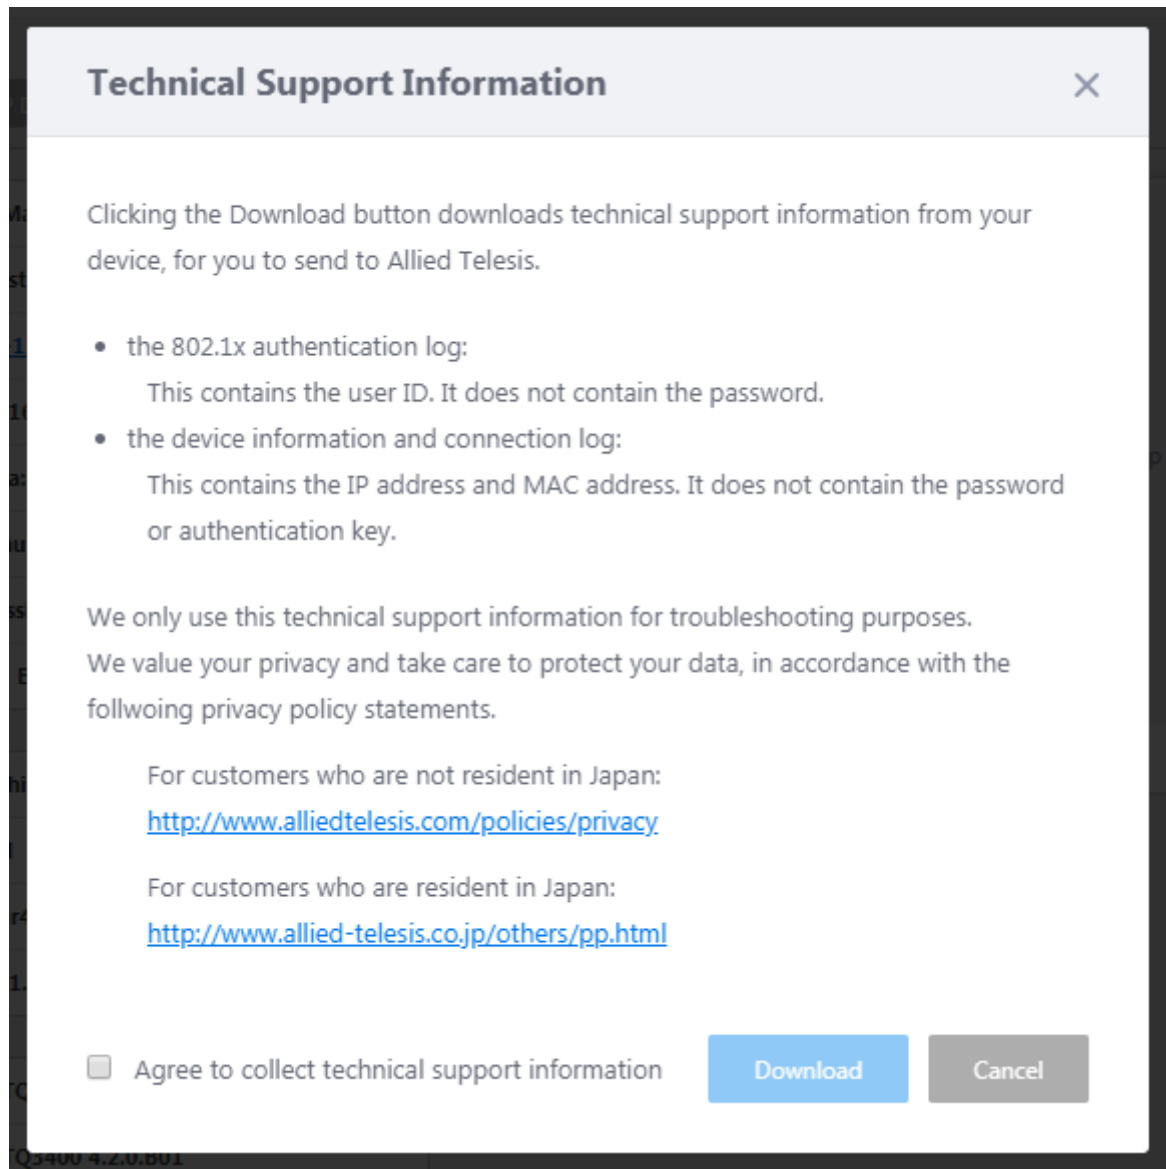 Technical Support Information
Clicking the Download button downloads technical support information from your
device, for you to send to Allied Telesis.
• the 802.1x authentication log:
This contains the user ID. It does not contain the password.
• the device information and connection log:
This contains the IP address and MAC address. It does not contain the password
or authentication key.
We only use this technical support information for troubleshooting purposes.
We value your privacy and take care to protect your data, in accordance with the
follwoing privacy policy statements.
For customers who are not resident in Japan:
http://www.alliedtelesis.com/policies/privacy
For customers who are resident in Japan:
http://www.allied-telesis.co.jp/others/pp.html
Agree to collect technical support information
Download
Cancel